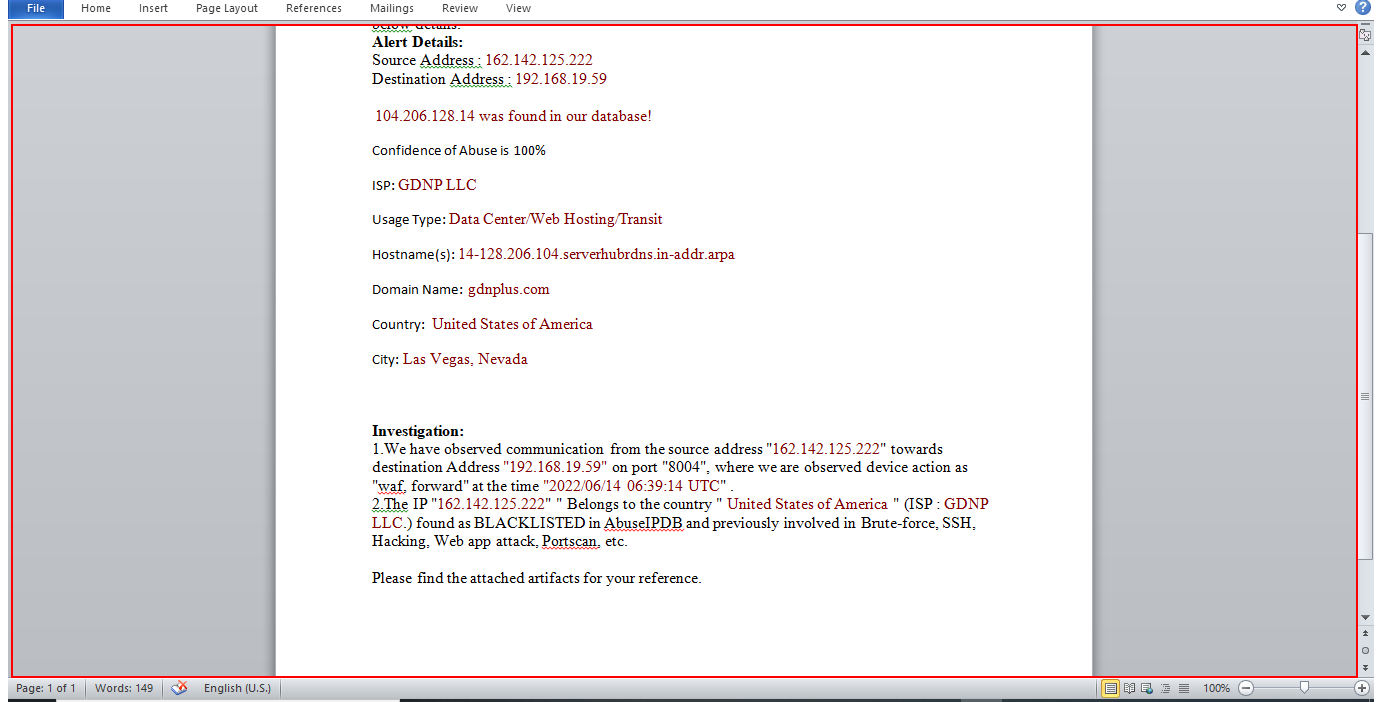 File Home Insert Page Layout References Mailings Review View
below details.
Alert Details:
Source Address : 162.142.125.222
Destination Address : 192.168.19.59
104.206.128.14 was found in our database!
Confidence of Abuse is 100%
ISP: GDNP LLC
Usage Type: Data Center/Web Hosting/Transit
Hostname(s): 14-128.206.104.serverhubrdns.in-addr.arpa
Domain Name: gdnplus.com
Country: United States of America
City: Las Vegas, Nevada
Investigation:
1.We have observed communication from the source address "162.142.125.222" towards
destination Address "192.168.19.59" on port "8004", where we are observed device action as
"waf, forward" at the time "2022/06/14 06:39:14 UTC" .
2.The IP "162.142.125.222" " Belongs to the country " United States of America " (ISP : GDNP
LLC.) found as BLACKLISTED in AbuseIPDB and previously involved in Brute-force, SSH,
Hacking, Web app attack, Portscan, etc.
Please find the attached artifacts for your reference.
Page: 1 of 1 Words: 149 English (U.S.) 100%